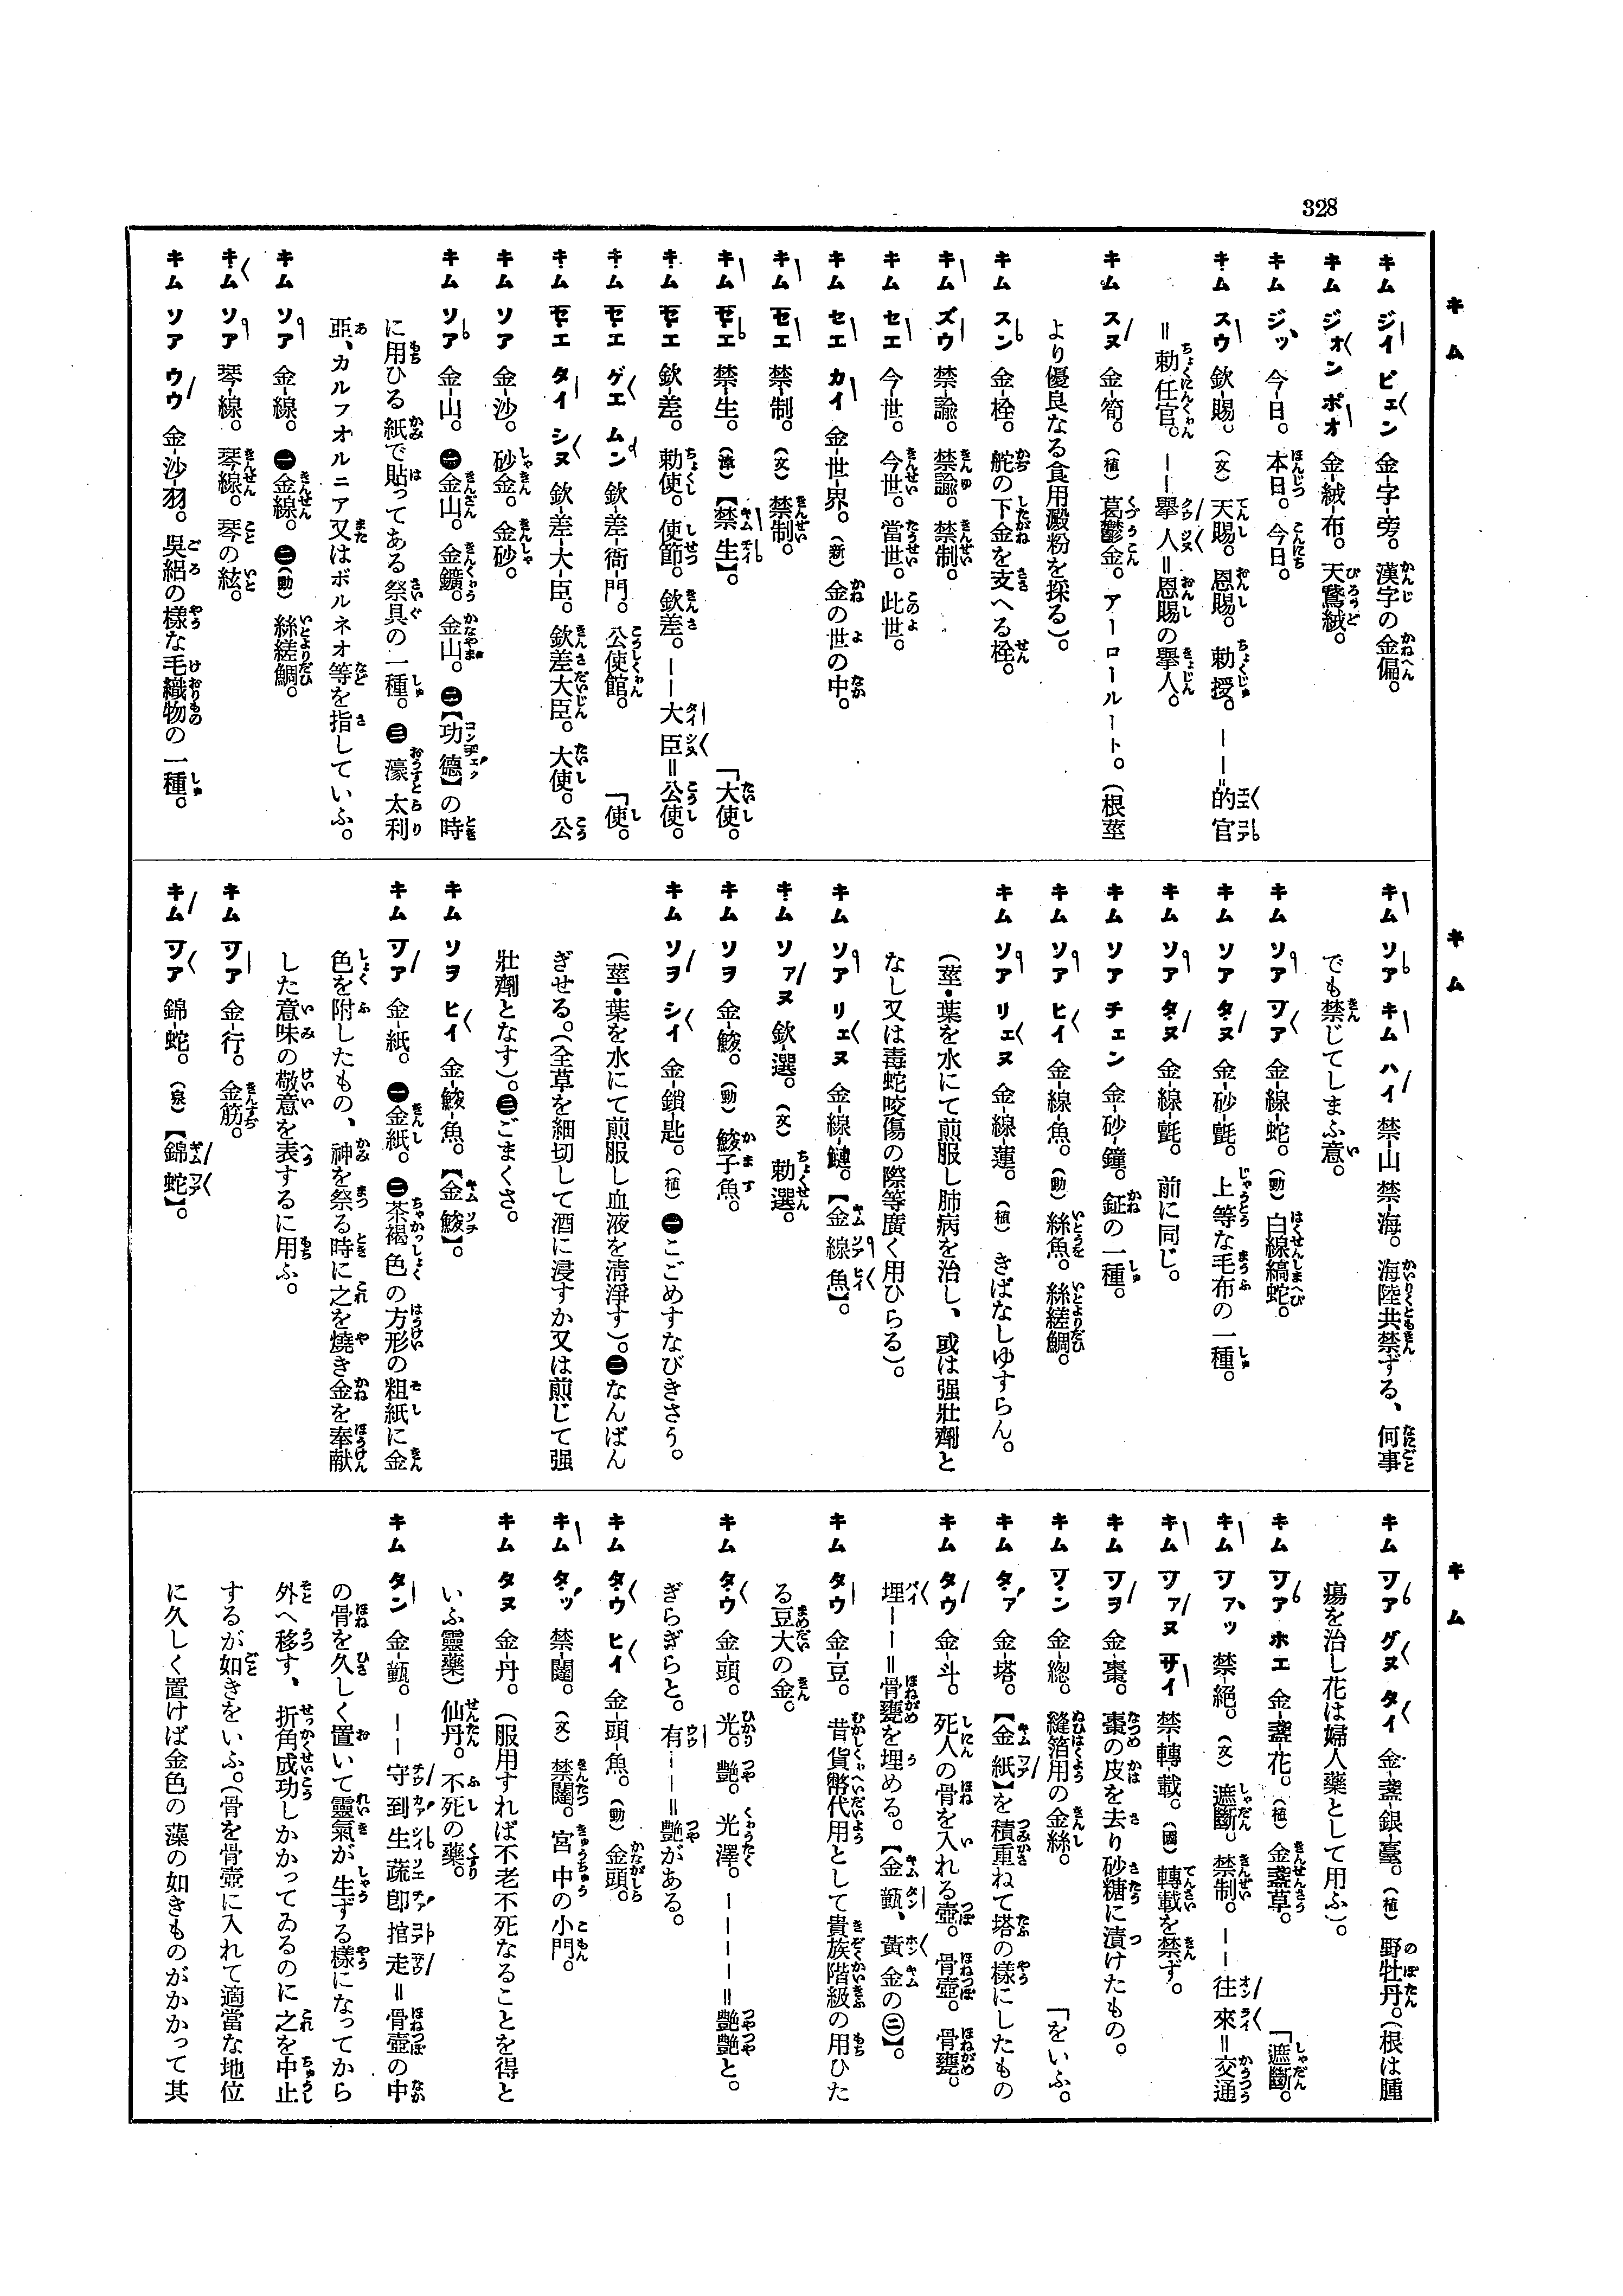 328
キム
キム ジイ ピェン 金-字-旁。漢字の金偏。
キム ジォン ポオ 金-絨-布。天鵞絨。
キム ジッ 今-日。本日。今日。
キム スウ 欽-賜。(文)天賜。恩賜。勅授。——的官
＝勅任官。——擧人＝恩賜の擧人。
キム スヌ 金-筍。(植)葛鬱金。アーロールート。(根莖
より優良なる食用澱粉を採る)。
キム スン 金-栓。舵の下金を支へる栓。
キム ズウ 禁-諭。禁諭。禁制。
キム セエ 今-世。今世。當世。此世。
キム セエ カイ 金-世-界。(新)金の世の中。
キム セエ 禁-制。(文)禁制。
キム セエ 禁-生。(漳)【禁生】。
「大使。
キム セエ 欽-差。勅使。使節。欽差。——大臣＝公使。
キム セエ ゲエ ムン 欽-差-衙-門。公使館。
「使。
キム セエ タイ シヌ 欽-差-大-臣。欽差大臣。大使。公
キム ソア 金-沙。砂金。金砂。
キム ソア 金-山。㊀金山。金鑛。金山。㊁【功德】の時
に用ひる紙で貼ってある祭具の一種。㊂濠太利
亞、カルフオルニア又はボルネオ等を指していふ。
キム ソア 金-線。㊀金線。㊁(動)絲縒鯛。
キム ソア 琴-線。琴線。琴の絃。
キム ソア ウウ 金-沙-羽。吳絽の樣な毛織物の一種。
キム
キム ソア キム ハイ 禁-山-禁-海。海陸共禁ずる、何事
でも禁じてしまふ意。
キム ソア ツァ 金-線-蛇。(動)白線縞蛇。
キム ソア タヌ 金-砂-氈。上等な毛布の一種。
キム ソア タヌ 金-線-氈。前に同じ。
キム ソア チェン 金-砂-鐘。鉦の一種。
キム ソア ヒイ 金-線-魚。(動)絲魚。絲縒鯛。
キム ソア リェヌ 金-線-蓮。(植)きばなしゆすらん。
(莖・葉を水にて煎服し肺病を治し、或は强壯劑と
なし又は毒蛇咬傷の際等廣く用ひらる)。
キム ソア リェヌ 金-線-鰱。【金線魚】。
キム ソァヌ 欽-選。(文)勅選。
キム ソヲ 金-鮻。(動)鮻子魚。
キム ソヲ シイ 金-鎖-匙。(植)㊀こごめすなびきさう。
(莖・葉を水にて煎服し血液を清淨す)。㊁なんばん
ぎせる。(全草を細切して酒に浸すか又は煎じて强
壯劑となす)。㊂ごまくさ。
キム ソヲ ヒイ 金-鮻-魚。【金鮻】。
キム ツァ 金-紙。㊀金紙。㊁茶褐色の方形の粗紙に金
色を附したもの、神を祭る時に之を燒き金を奉献
した意味の敬意を表するに用ふ。
キム ツァ 金-行。金筋。
キム ツァ 錦-蛇。(泉)【錦蛇】。
キム
キム ツァ グヌ タイ 金-盞-銀-臺。(植)野牡丹。(根は腫
瘍を治し花は婦人藥として用ふ)。
キム ツァ ホエ 金-盞-花。(植)金盞草。
「遮斷。
キム ツァッ 禁-絕。(文)遮斷。禁制。——往來＝交通
キム ツァヌ サイ 禁-轉-載。(國)轉載を禁ず。
キム ツヲ 金-棗。棗の皮を去り砂糖に漬けたもの。
キム ツン 金-總。縫箔用の金絲。
「をいふ。
キム タァ 金-塔。【金紙】を積重ねて塔の樣にしたもの
キム タウ 金-斗。死人の骨を入れる壺。骨壺。骨甕。
埋——＝骨甕を埋める。【金甁、黃金の㊁】。
キム タウ 金-豆。昔貨幣代用として貴族階級の用ひた
る豆大の金。
キム タウ 金-頭。光。艷。光澤。————＝艷艷と。
ぎらぎらと。有——＝艷がある。
キム タウ ヒイ 金-頭-魚。(動)金頭。
キム タッ 禁-闥。(文)禁闥。宮中の小門。
キム タヌ 金-丹。(服用すれば不老不死なることを得と
いふ靈藥)仙丹。不死の藥。
キム タン 金-甁。——守到生蔬卽捾走＝骨壺の中
の骨を久しく置いて靈氣が生ずる樣になってから
外へ移す、折角成功しかかってゐるのに之を中止
するが如きをいふ。(骨を骨壺に入れて適當な地位
に久しく置けば金色の藻の如きものがかかって其